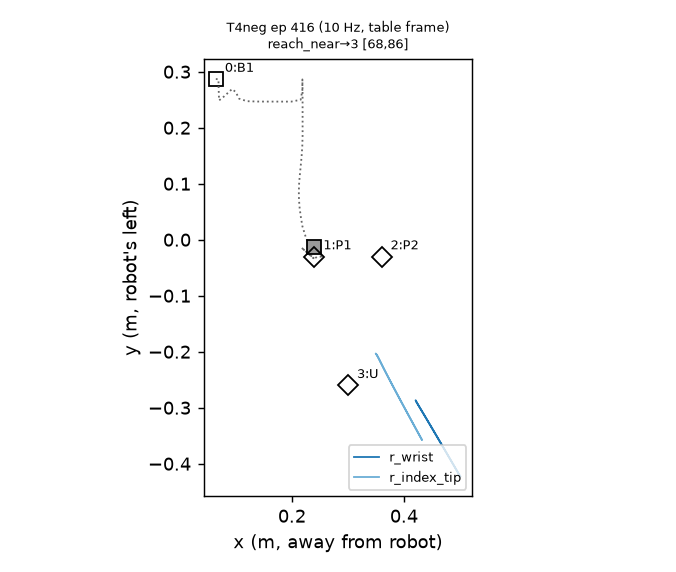 T4neg ep 416 (10 Hz, table frame)
reach_near→3 [68,86]
0:B1
1:P1
2:P2
3:U
0.3
0.2
0.1
0.0
−0.1
−0.2
−0.3
−0.4
y (m, robot's left)
r_wrist
r_index_tip
0.2
0.4
x (m, away from robot)